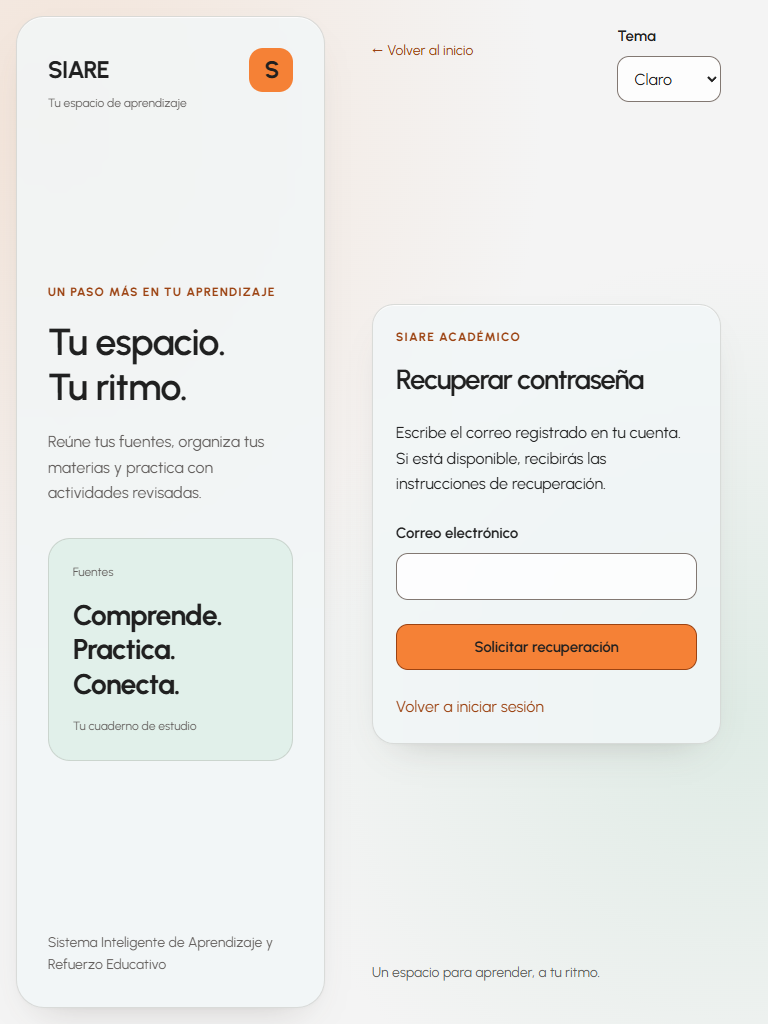 SIARE
S
Tu espacio de aprendizaje
UN PASO MÁS EN TU APRENDIZAJE
Tu espacio.
Tu ritmo.
Reúne tus fuentes, organiza tus
materias y practica con
actividades revisadas.
Fuentes
Comprende.
Practica.
Conecta.
Tu cuaderno de estudio
Sistema Inteligente de Aprendizaje y
Refuerzo Educativo
← Volver al inicio
Tema
Claro
SIARE ACADÉMICO
Recuperar contraseña
Escribe el correo registrado en tu cuenta.
Si está disponible, recibirás las
instrucciones de recuperación.
Correo electrónico
Solicitar recuperación
Volver a iniciar sesión
Un espacio para aprender, a tu ritmo.